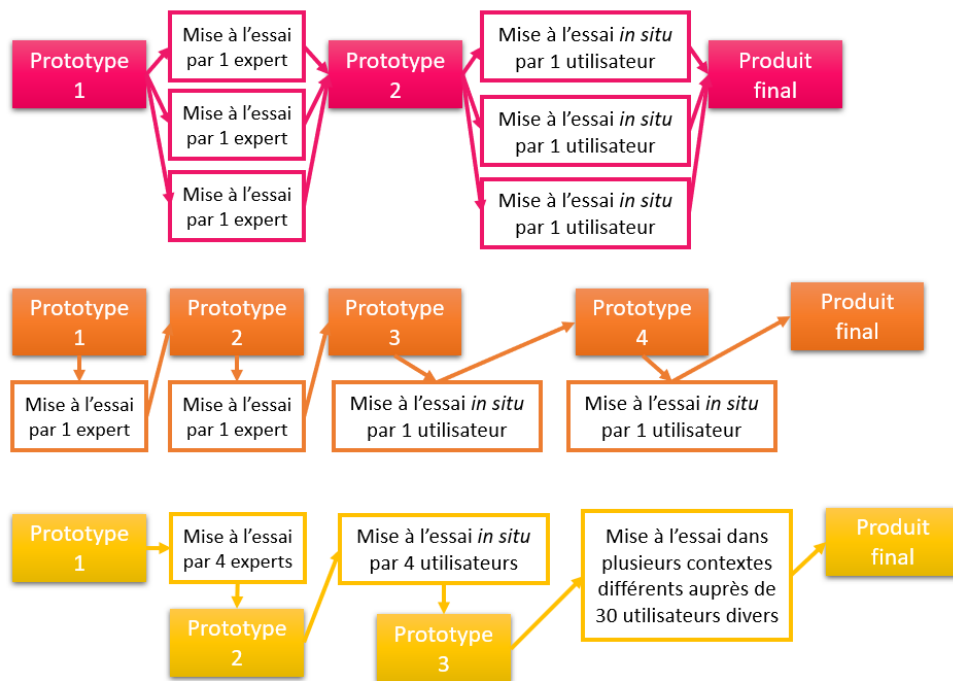 Prototype
1
Mise à l’essai
par 1 expert
Mise à l’essai
par 1 expert
Mise à l’essai
par 1 expert
Prototype
2
Mise à l’essai in situ
par 1 utilisateur
Mise à l’essai in situ
par 1 utilisateur
Mise à l’essai in situ
par 1 utilisateur
Produit
final
Prototype
1
Mise à l’essai
par 1 expert
Prototype
2
Mise à l’essai
par 1 expert
Prototype
3
Mise à l’essai in situ
par 1 utilisateur
Prototype
4
Mise à l’essai in situ
par 1 utilisateur
Produit
final
Prototype
1
Mise à l’essai
par 4 experts
Prototype
2
Mise à l’essai in situ
par 4 utilisateurs
Prototype
3
Mise à l’essai dans
plusieurs contextes
différents auprès de
30 utilisateurs divers
Produit
final